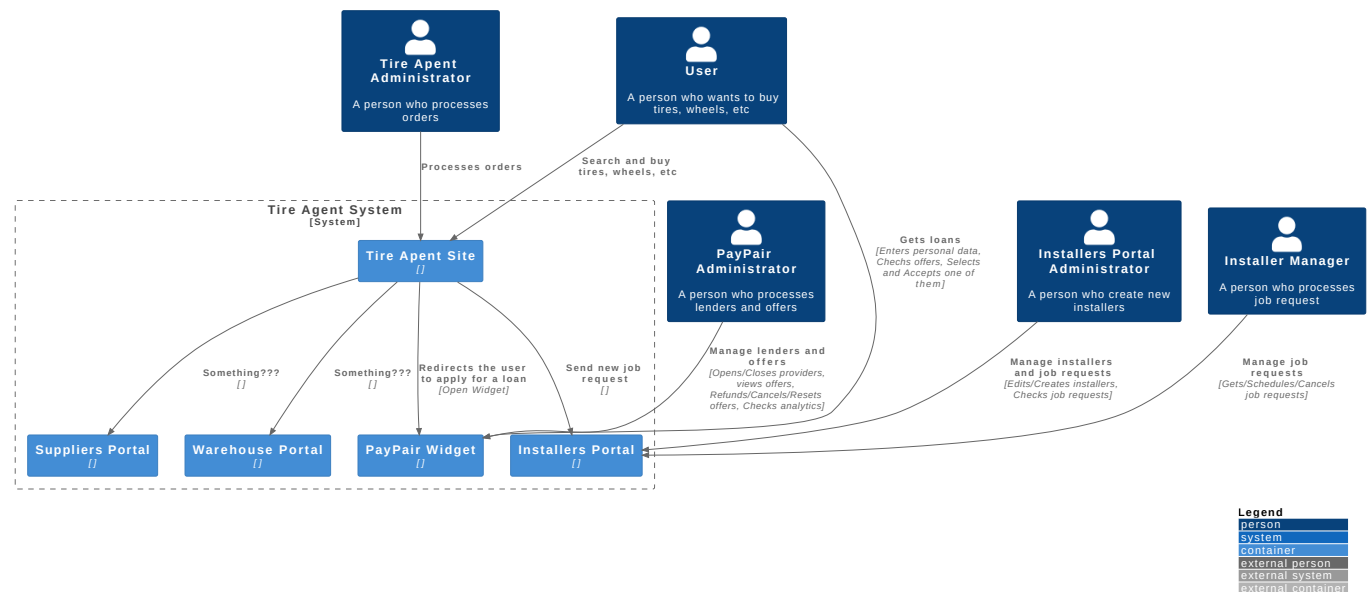 Tire Apent
Administrator
A person who processes
orders
User
A person who wants to buy
tires, wheels, etc
Processes orders
Search and buy
tires, wheels, etc
Tire Agent System
[System]
Tire Agent Site
[ ]
PayPair
Administrator
A person who processes
lenders and offers
Gets loans
[Enters personal data,
Chechs offers, Selects
and Accepts one of
them]
Installers Portal
Administrator
A person who create new
installers
Installer Manager
A person who processes
job request
Something???
[ ]
Something???
[ ]
Redirects the user
to apply for a loan
[Open Widget]
Send new job
request
[ ]
Manage lenders and
offers
[Opens/Closes providers,
views offers,
Refunds/Cancels/Resets
offers, Checks analytics]
Manage installers
and job requests
[Edits/Creates installers,
Checks job requests]
Manage job
requests
[Gets/Schedules/Cancels
job requests]
Suppliers Portal
[ ]
Warehouse Portal
[ ]
PayPair Widget
[ ]
Installers Portal
[ ]
Legend
person
system
container
external person
external system
external container